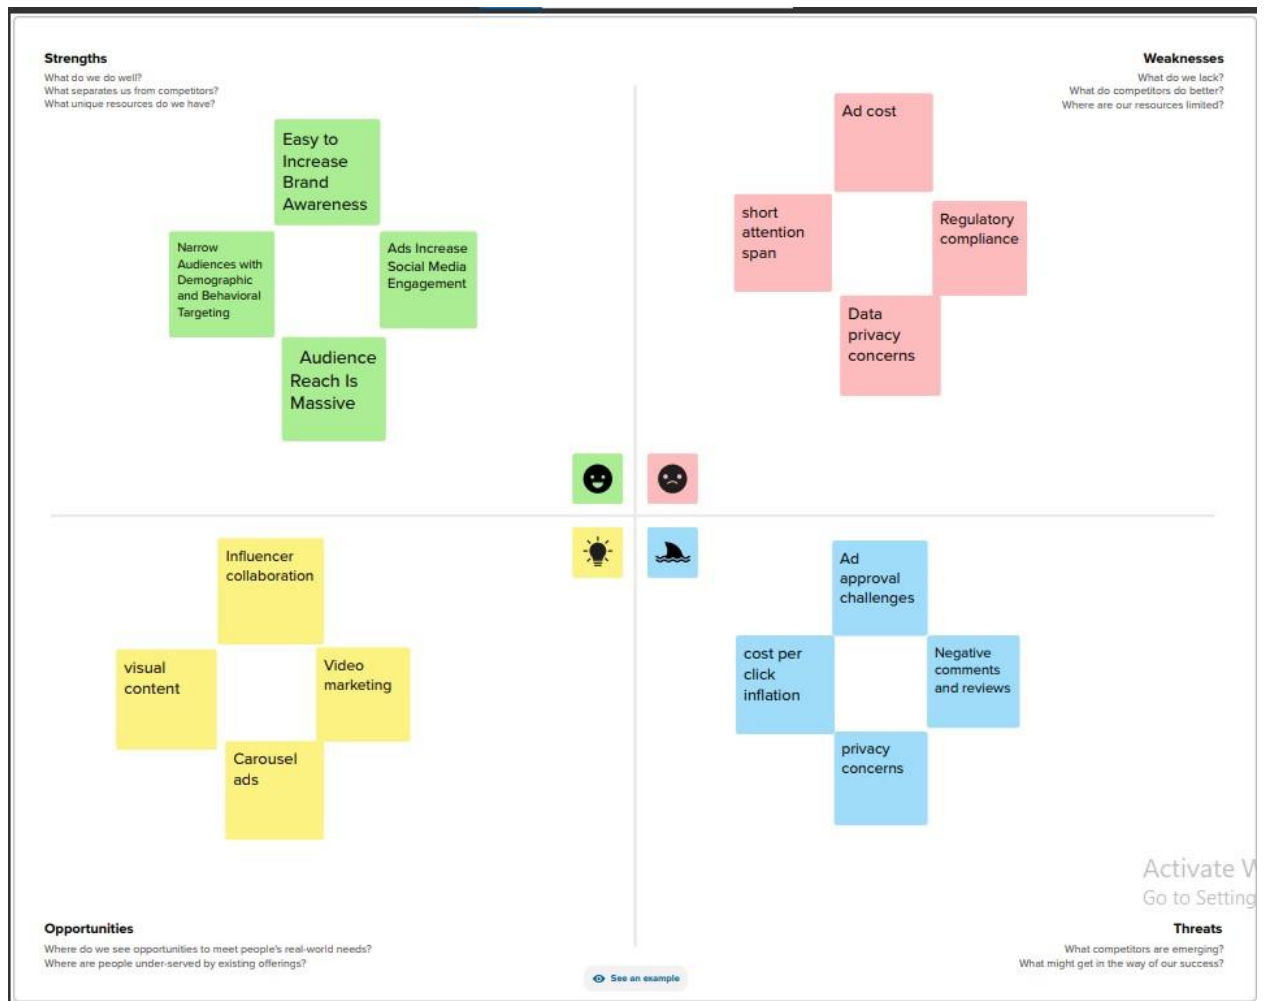 Strengths
What do we do well?
What separates us from competitors?
What unique resources do we have?
Easy to
Increase
Brand
Awareness
Narrow
Audiences with
Demographic
and Behavioral
Targeting
Ads Increase
Social Media
Engagement
Audience
Reach Is
Massive
Weaknesses
What do we lack?
What do competitors do better?
Where are our resources limited?
Ad cost
short
attention
span
Regulatory
compliance
Data
privacy
concerns
Influencer
collaboration
visual
content
Video
marketing
Carousel
ads
Opportunities
Where do we see opportunities to meet people's real-world needs?
Where are people under-served by existing offerings?
Ad
approval
challenges
cost per
click
inflation
Negative
comments
and reviews
privacy
concerns
Threats
What competitors are emerging?
What might get in the way of our success?
See an example
Activate W
Go to Setting